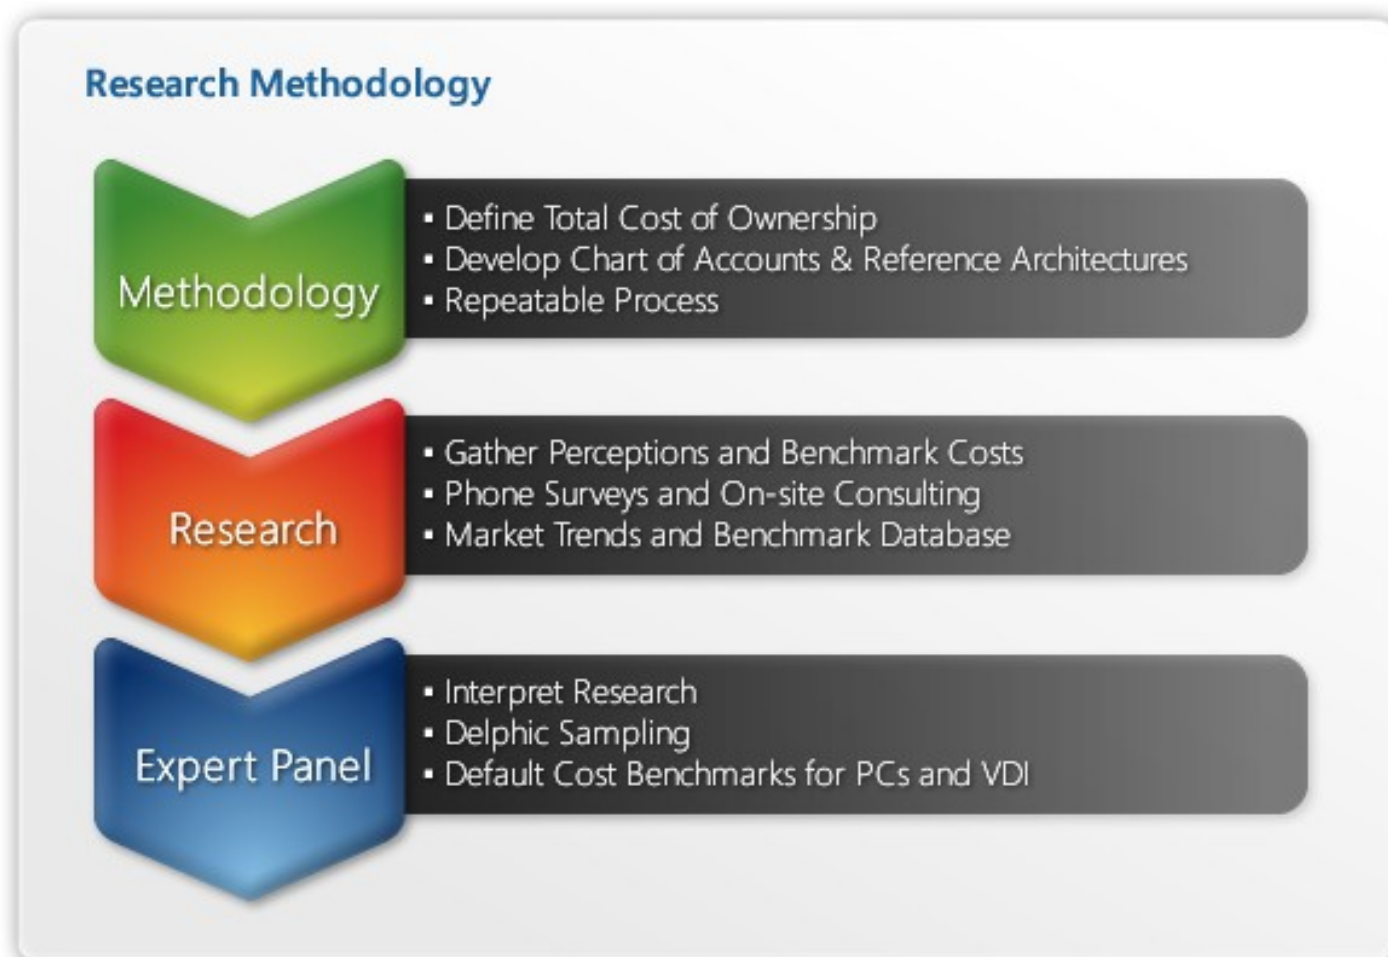 Research Methodology
Methodology
▪ Define Total Cost of Ownership
▪ Develop Chart of Accounts & Reference Architectures
▪ Repeatable Process
Research
▪ Gather Perceptions and Benchmark Costs
▪ Phone Surveys and On-site Consulting
▪ Market Trends and Benchmark Database
Expert Panel
▪ Interpret Research
▪ Delphic Sampling
▪ Default Cost Benchmarks for PCs and VDI